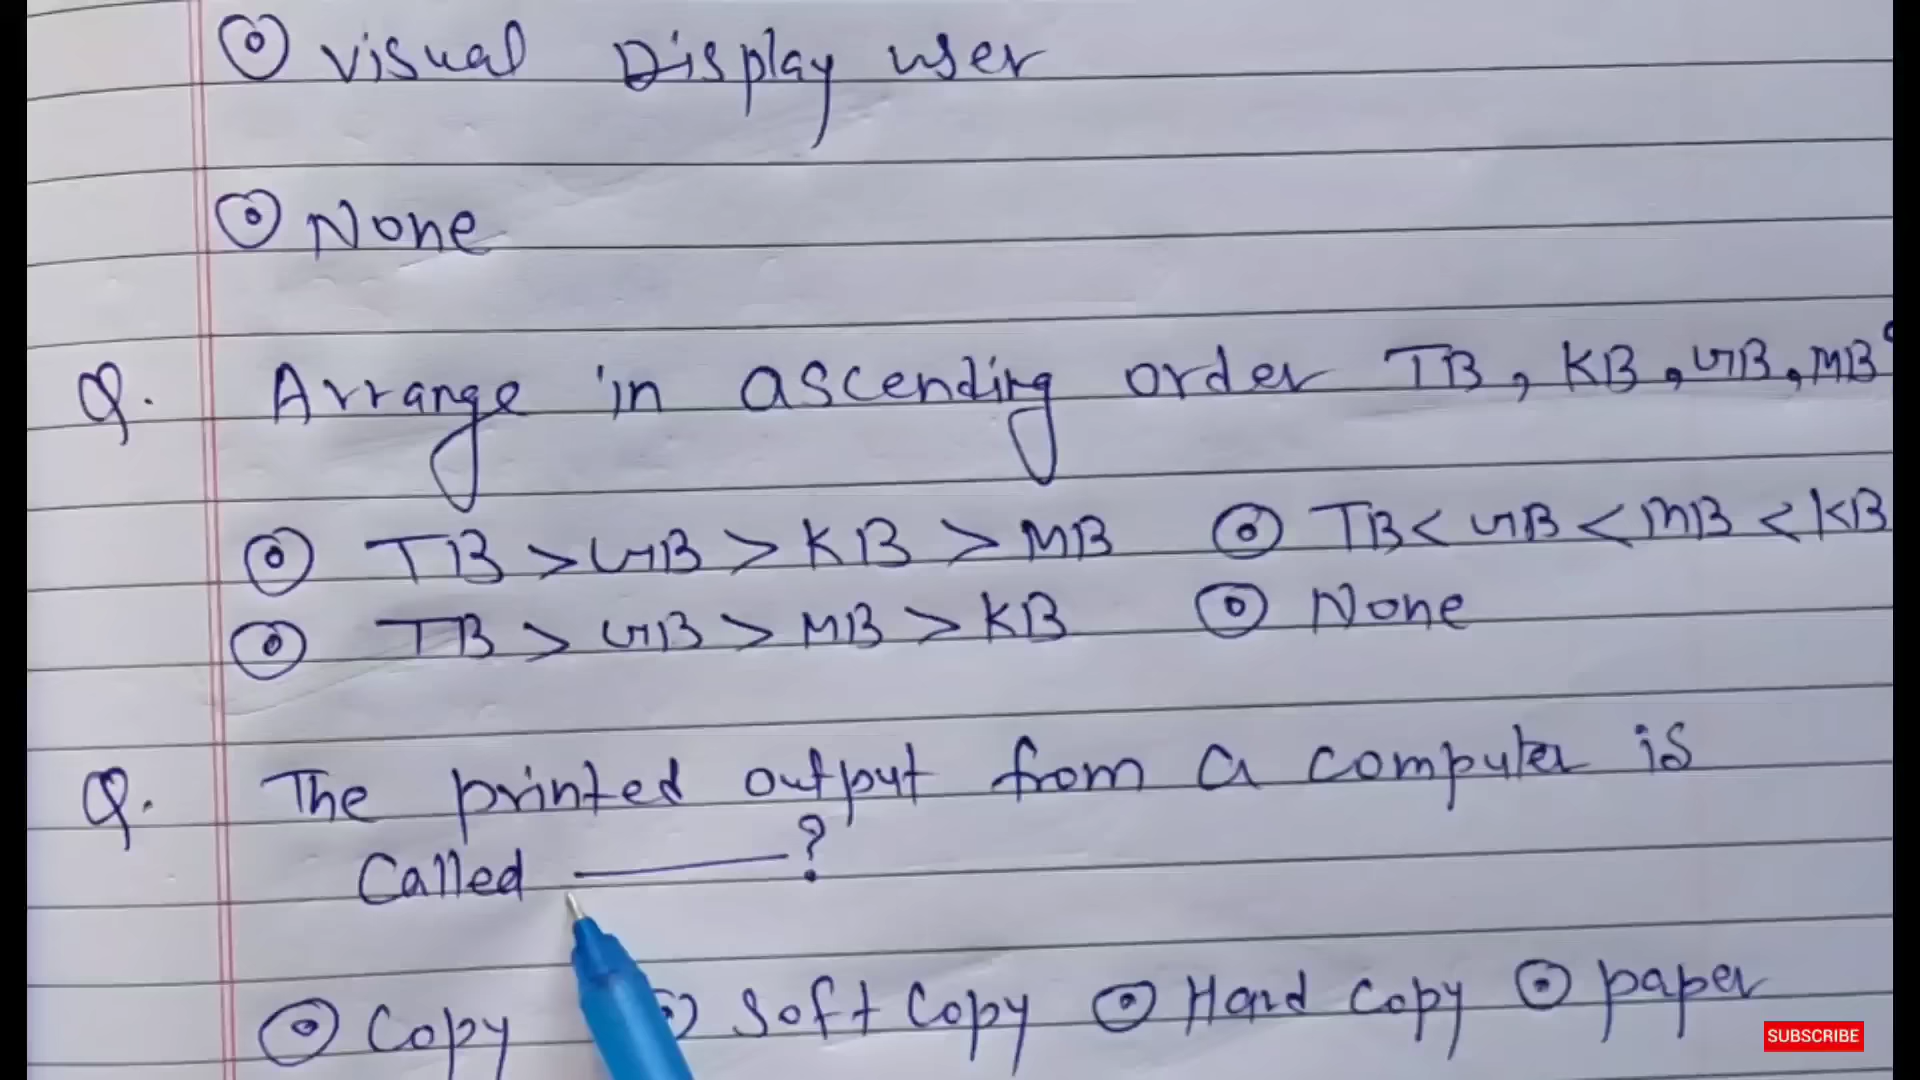 Visual Display user
None
Q. Arrange in ascending order TB, KB, GB, MB
TB > GB > KB > MB TB < GB < MB < KB
TB > GB > MB > KB None
Q. The printed output from a computer is
Called ———?
Copy Soft Copy Hard Copy paper
SUBSCRIBE